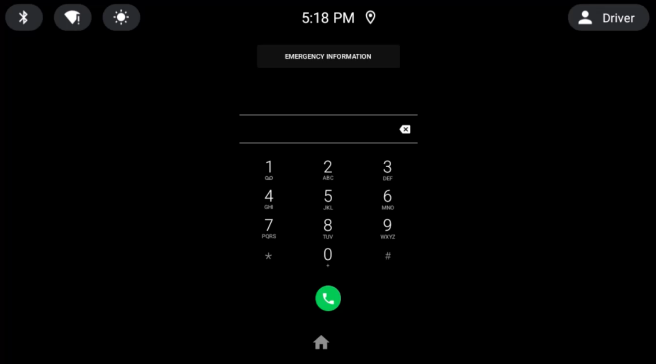 5:18 PM
Driver
EMERGENCY INFORMATION
1 2 3
ABC DEF
4 5 6
GHI JKL MNO
7 8 9
PQRS TUV WXYZ
* 0 #
+